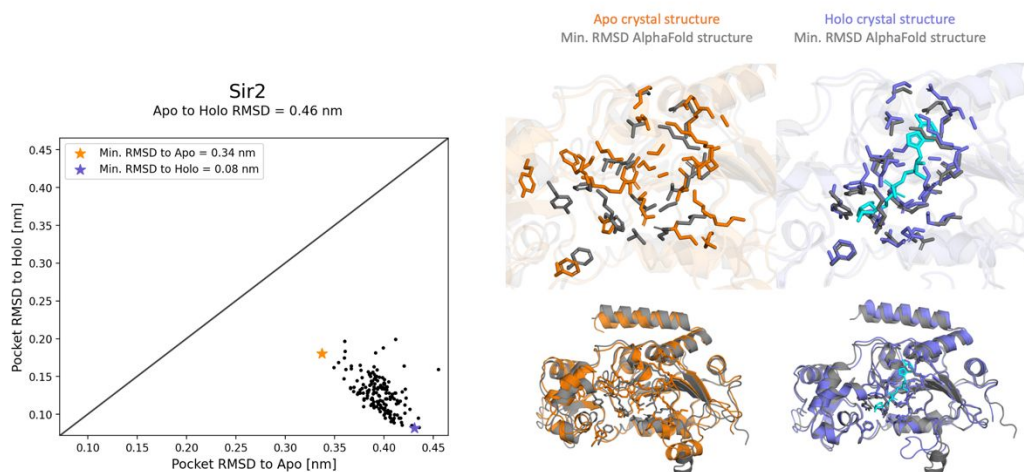 Sir2
Apo to Holo RMSD = 0.46 nm
Min. RMSD to Apo = 0.34 nm
Min. RMSD to Holo = 0.08 nm
Pocket RMSD to Holo [nm]
0.45
0.40
0.35
0.30
0.25
0.20
0.15
0.10
0.10 0.15 0.20 0.25 0.30 0.35 0.40 0.45
Pocket RMSD to Apo [nm]
Apo crystal structure
Min. RMSD AlphaFold structure
Holo crystal structure
Min. RMSD AlphaFold structure